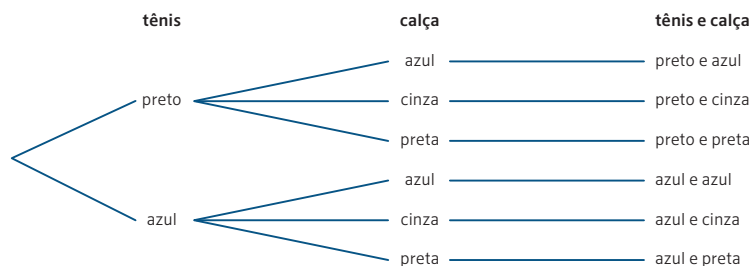 tênis calça tênis e calça
azul preto e azul
preto cinza preto e cinza
preta preto e preta
azul azul e azul
azul cinza azul e cinza
preta azul e preta